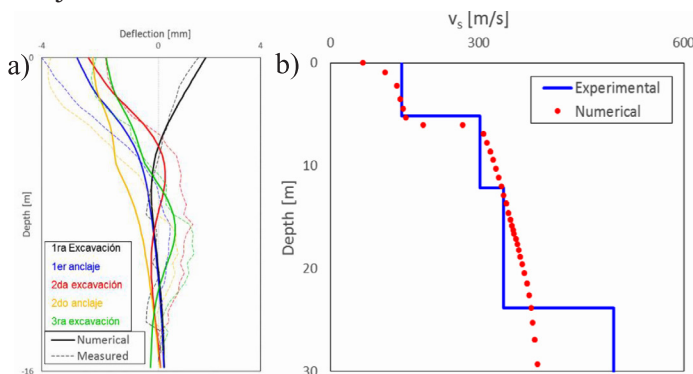 Deflection [mm]
-4 0 4
a)
0
Depth [m]
-16
1ra Excavación
1er anclaje
2da excavación
2do anclaje
3ra excavación
Numerical
Measured
b)
vs [m/s]
0 300 600
0
10
20
30
Depth [m]
Experimental
Numerical